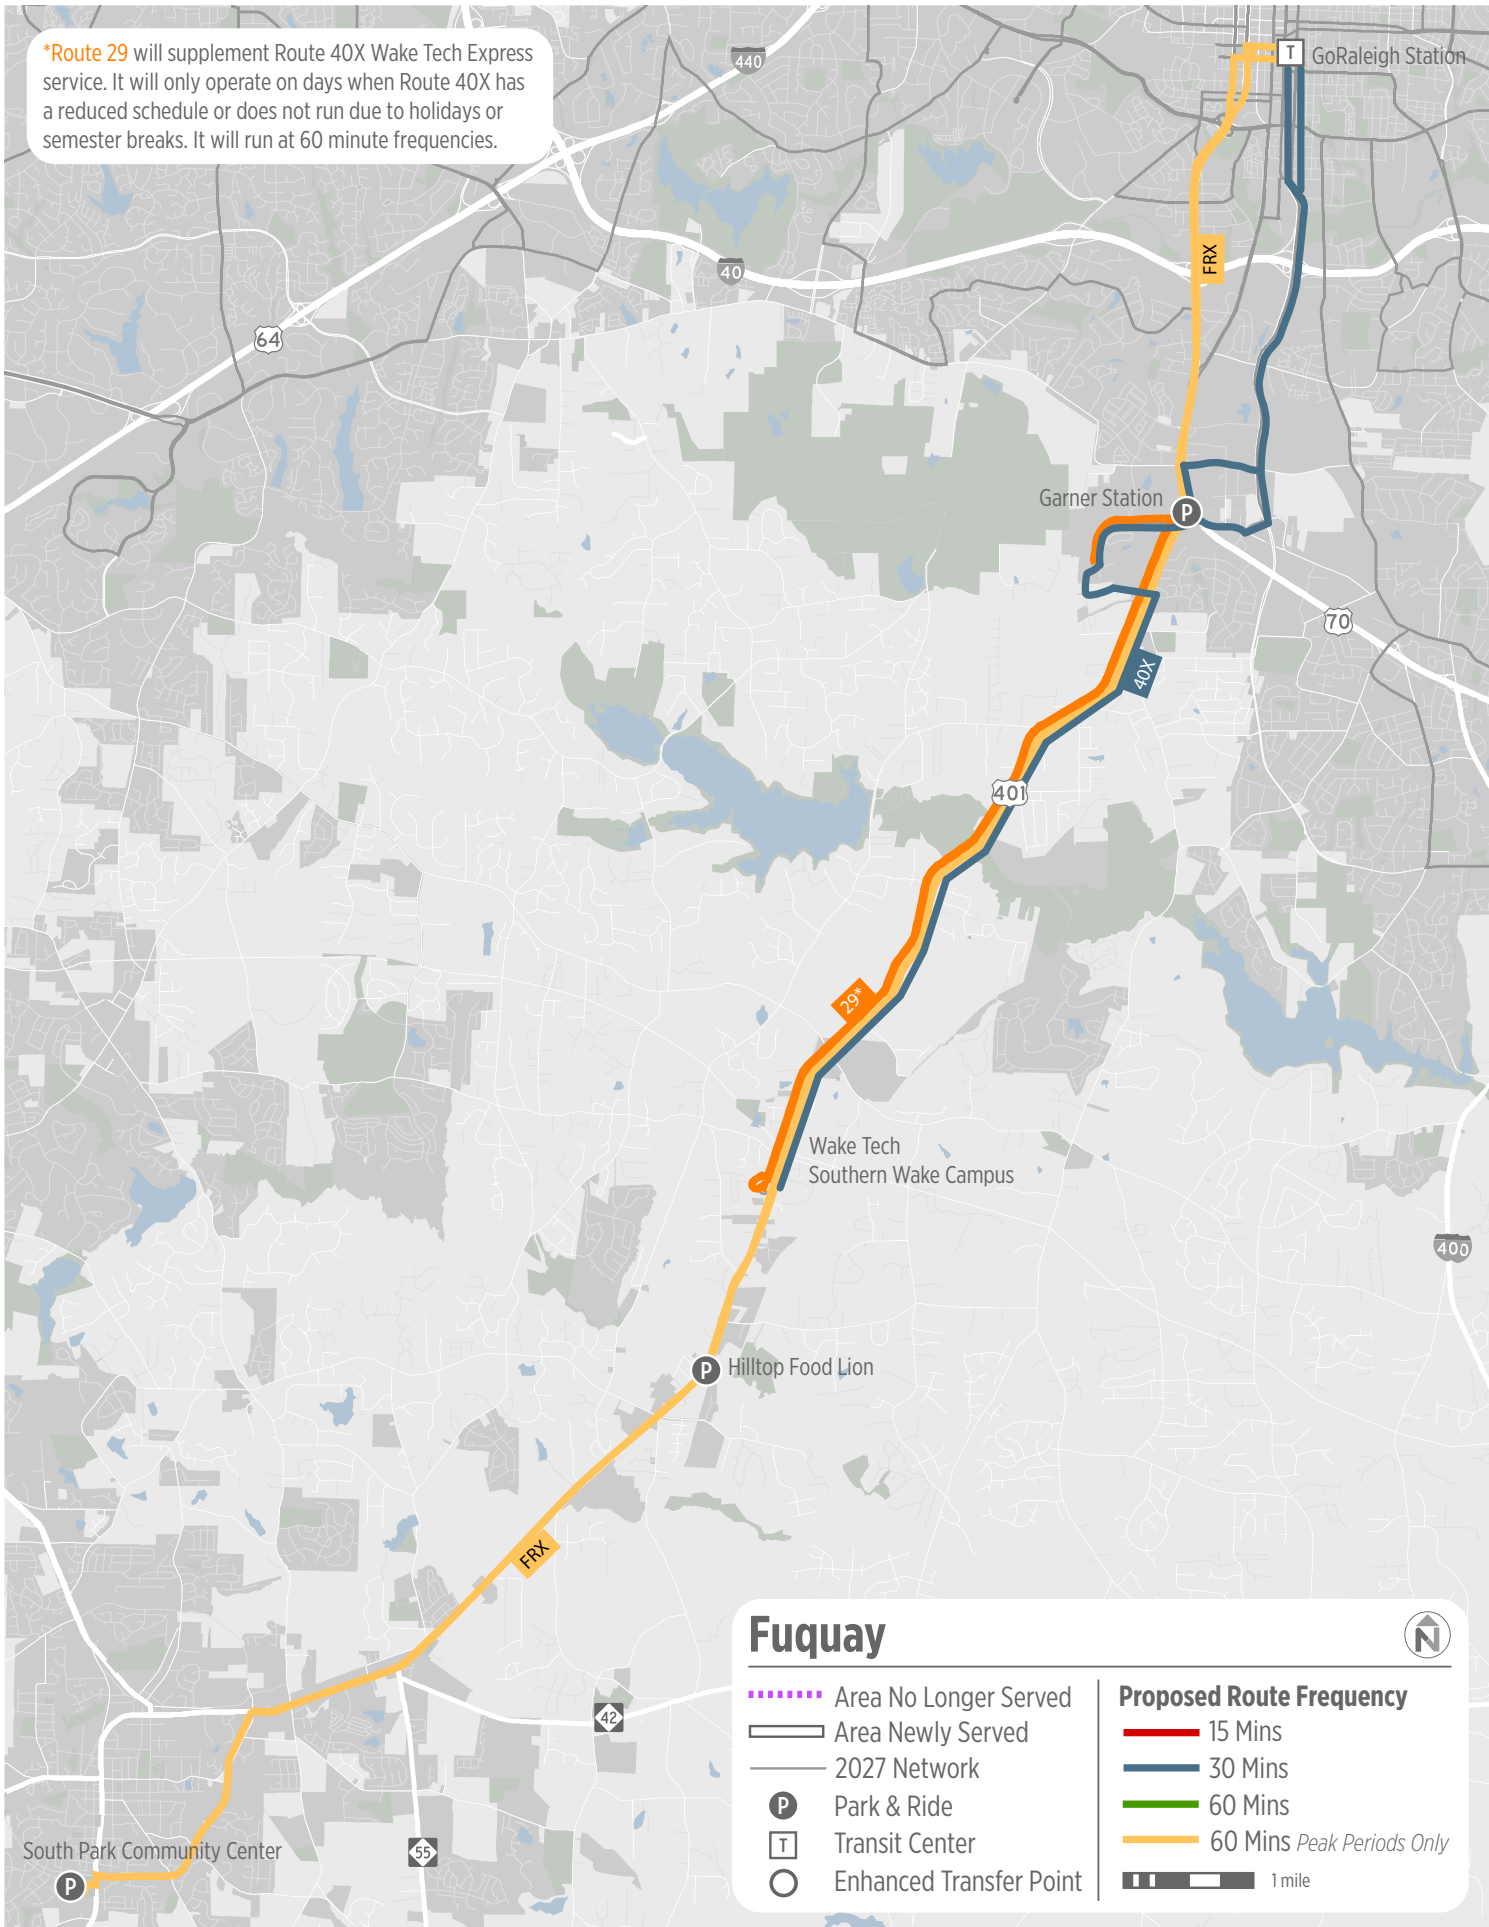 *Route 29 will supplement Route 40X Wake Tech Express
service. It will only operate on days when Route 40X has
a reduced schedule or does not run due to holidays or
semester breaks. It will run at 60 minute frequencies.
440
T
GoRaleigh Station
FRX
40
64
Garner Station
P
70
40X
401
29*
Wake Tech
Southern Wake Campus
400
P
Hilltop Food Lion
FRX
42
55
South Park Community Center
P
Fuquay
N
Area No Longer Served
Area Newly Served
2027 Network
P
Park & Ride
T
Transit Center
Enhanced Transfer Point
Proposed Route Frequency
15 Mins
30 Mins
60 Mins
60 Mins Peak Periods Only
1 mile